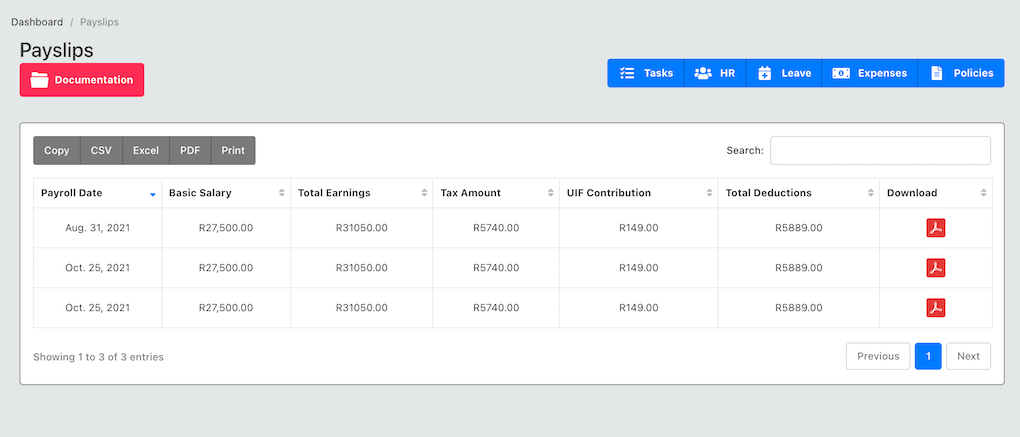 Dashboard / Payslips
Payslips
Documentation
Tasks HR Leave Expenses Policies
Copy CSV Excel PDF Print
Search:
Payroll Date Basic Salary Total Earnings Tax Amount UIF Contribution Total Deductions Download
Aug. 31, 2021 R27,500.00 R31050.00 R5740.00 R149.00 R5889.00
Oct. 25, 2021 R27,500.00 R31050.00 R5740.00 R149.00 R5889.00
Oct. 25, 2021 R27,500.00 R31050.00 R5740.00 R149.00 R5889.00
Showing 1 to 3 of 3 entries
Previous 1 Next